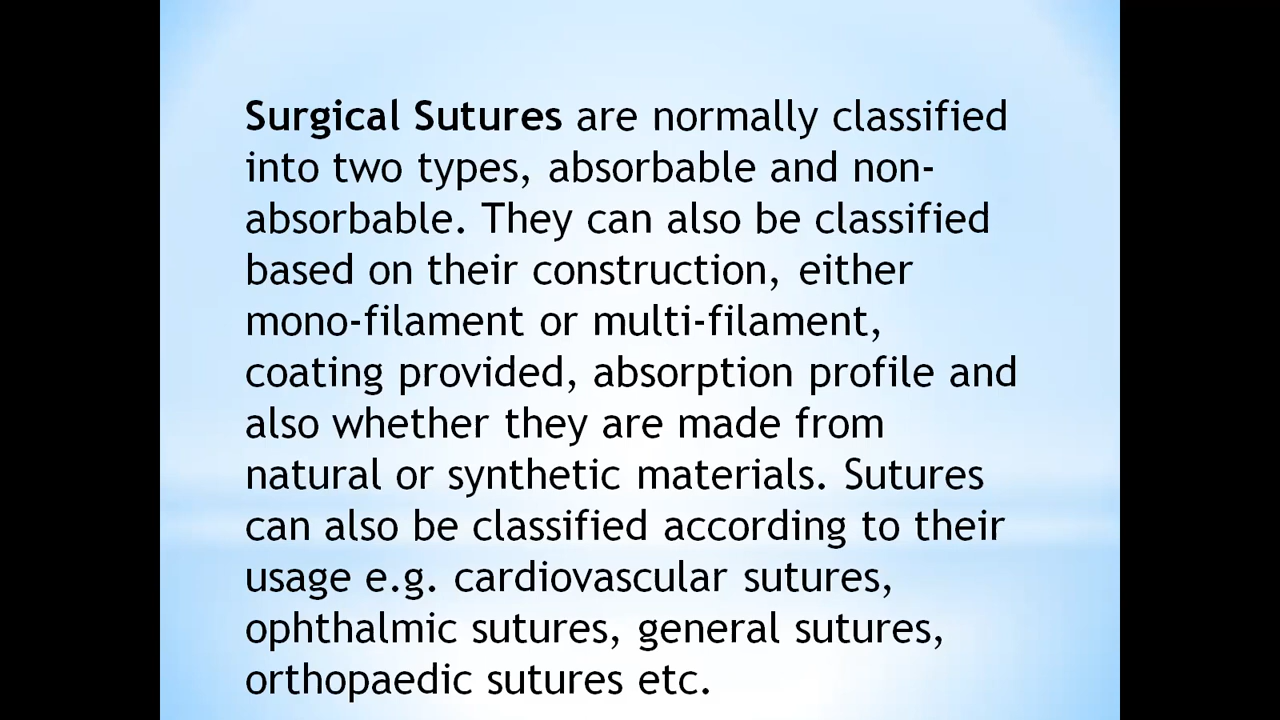 Surgical Sutures are normally classified
into two types, absorbable and non-
absorbable. They can also be classified
based on their construction, either
mono-filament or multi-filament,
coating provided, absorption profile and
also whether they are made from
natural or synthetic materials. Sutures
can also be classified according to their
usage e.g. cardiovascular sutures,
ophthalmic sutures, general sutures,
orthopaedic sutures etc.